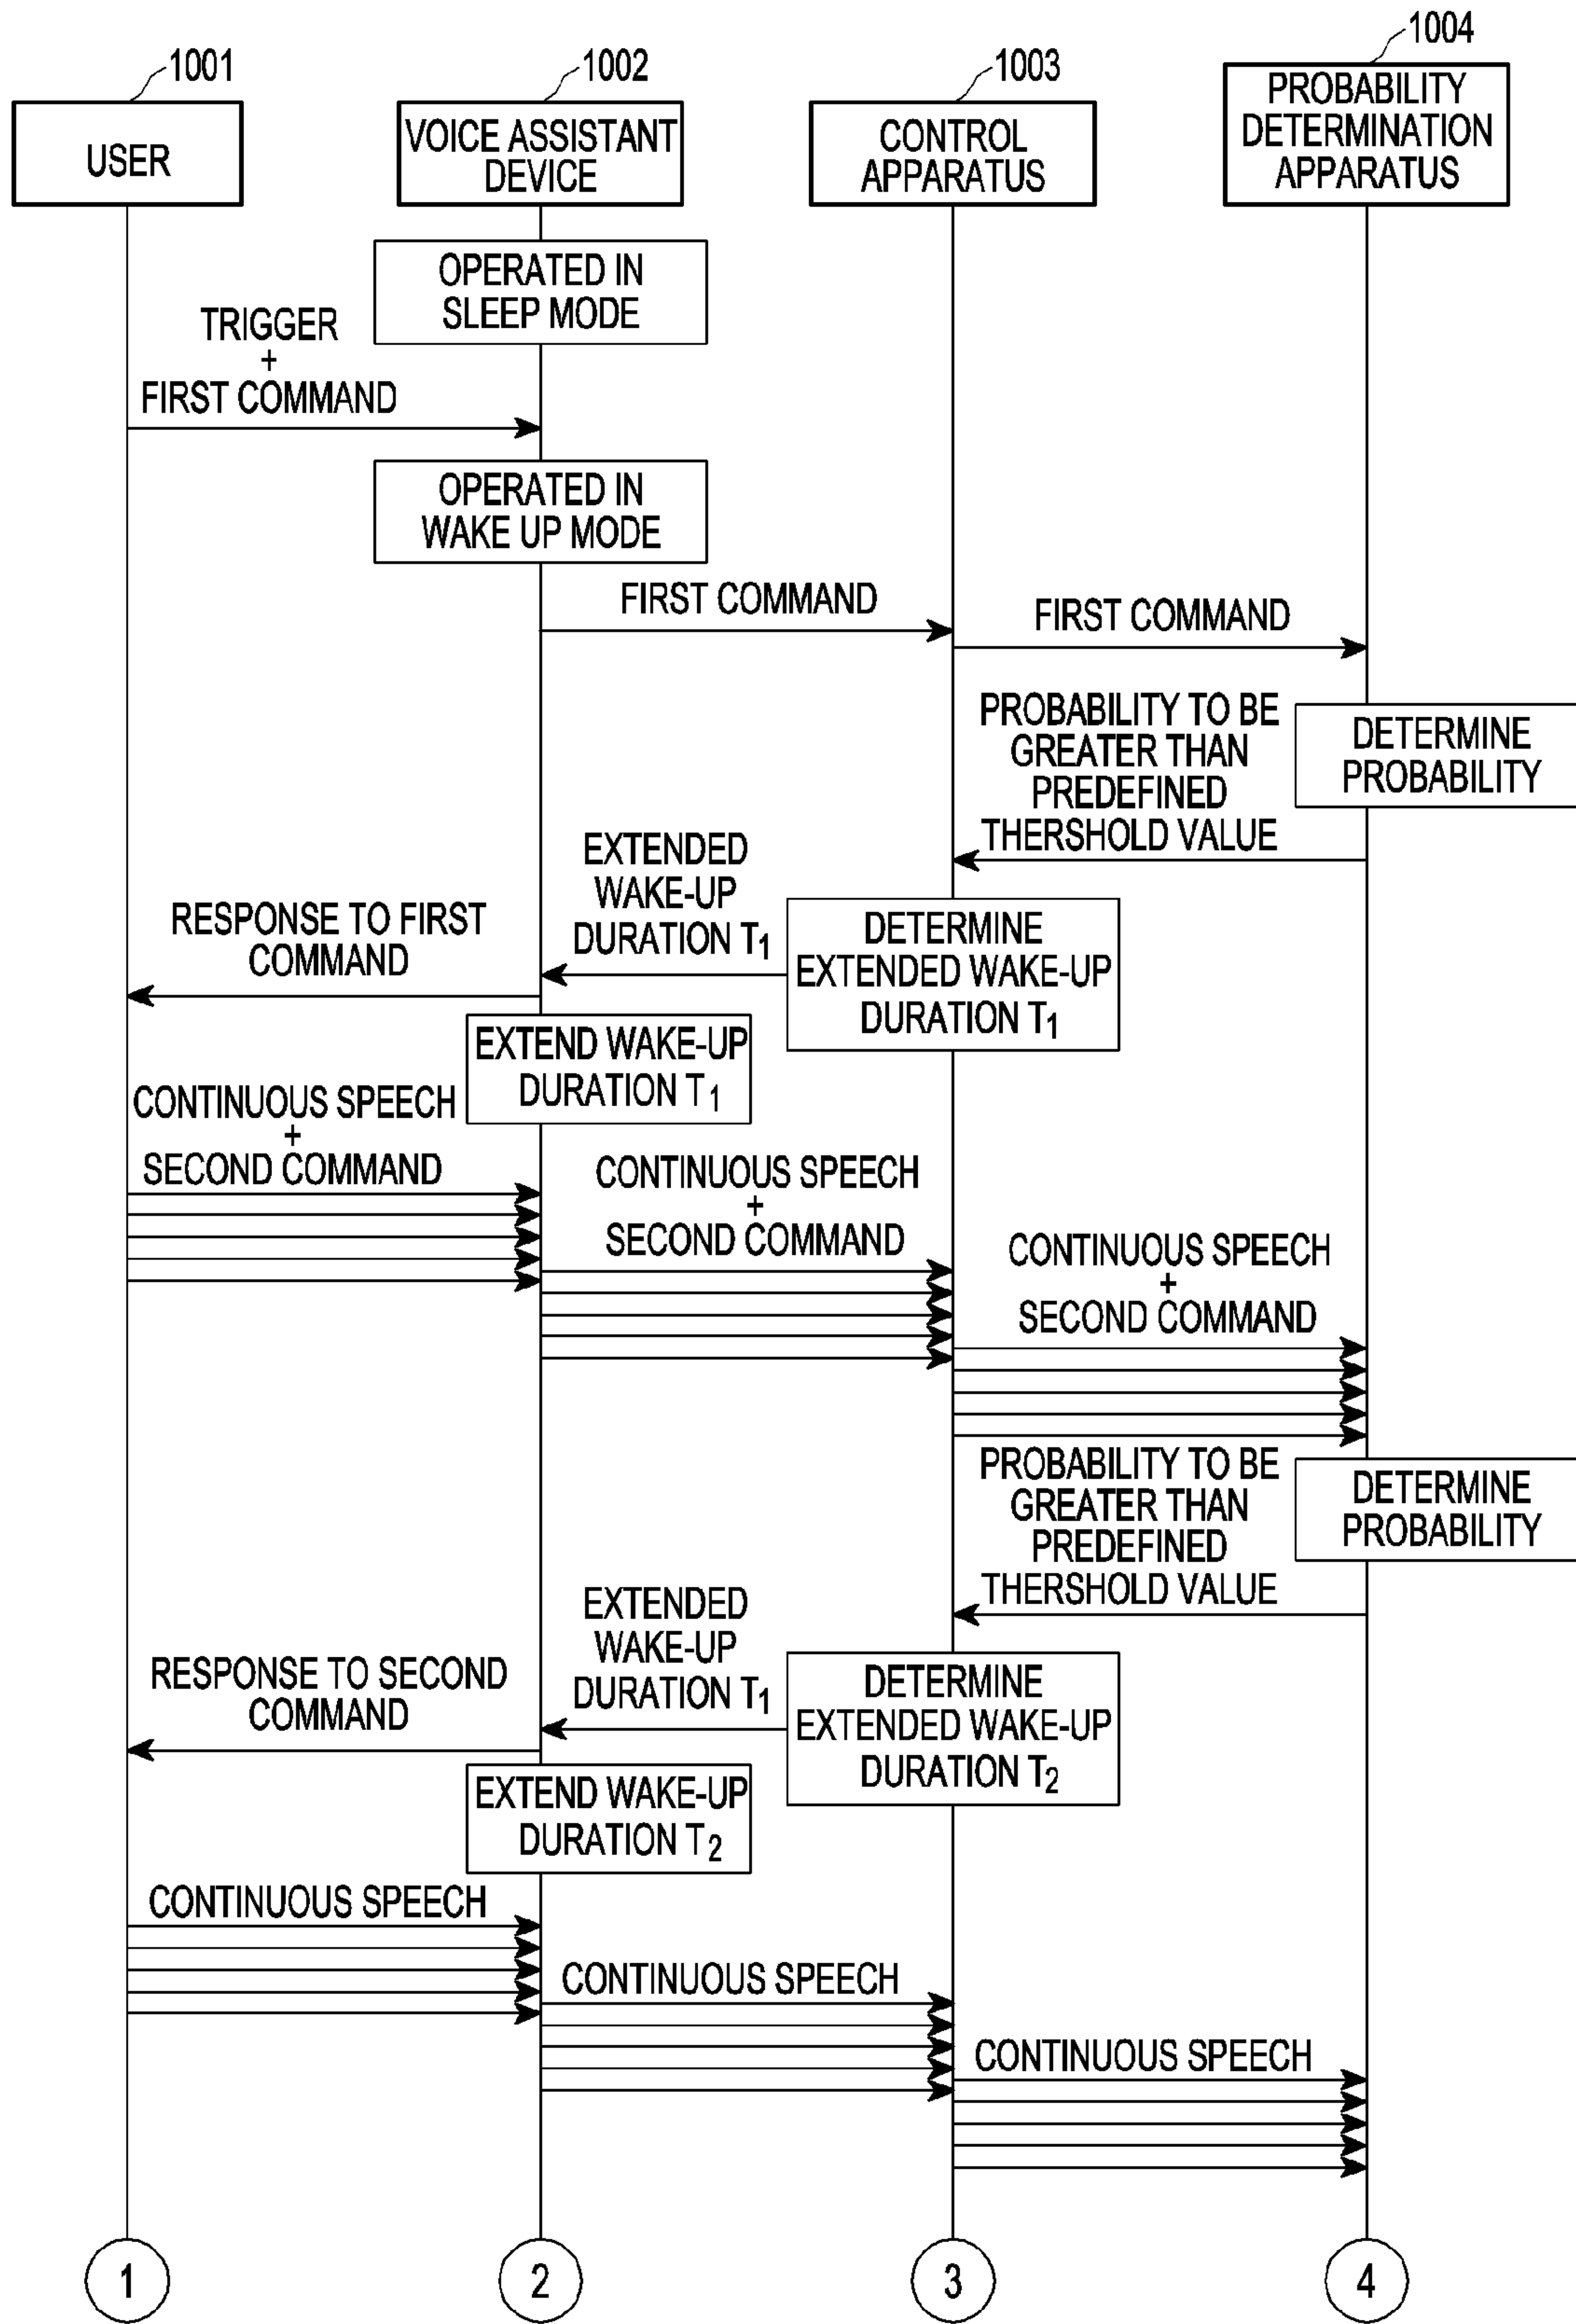 1001
1002
1003
1004
USER
VOICE ASSISTANT
DEVICE
CONTROL
APPARATUS
PROBABILITY
DETERMINATION
APPARATUS
OPERATED IN
SLEEP MODE
TRIGGER
+
FIRST COMMAND
OPERATED IN
WAKE UP MODE
FIRST COMMAND
FIRST COMMAND
DETERMINE
PROBABILITY
PROBABILITY TO BE
GREATER THAN
PREDEFINED
THERSHOLD VALUE
DETERMINE
EXTENDED WAKE-UP
DURATION T1
EXTENDED
WAKE-UP
DURATION T1
RESPONSE TO FIRST
COMMAND
EXTEND WAKE-UP
DURATION T1
CONTINUOUS SPEECH
+
SECOND COMMAND
CONTINUOUS SPEECH
+
SECOND COMMAND
CONTINUOUS SPEECH
+
SECOND COMMAND
DETERMINE
PROBABILITY
PROBABILITY TO BE
GREATER THAN
PREDEFINED
THERSHOLD VALUE
DETERMINE
EXTENDED WAKE-UP
DURATION T2
EXTENDED
WAKE-UP
DURATION T1
RESPONSE TO SECOND
COMMAND
EXTEND WAKE-UP
DURATION T2
CONTINUOUS SPEECH
CONTINUOUS SPEECH
CONTINUOUS SPEECH
1
2
3
4